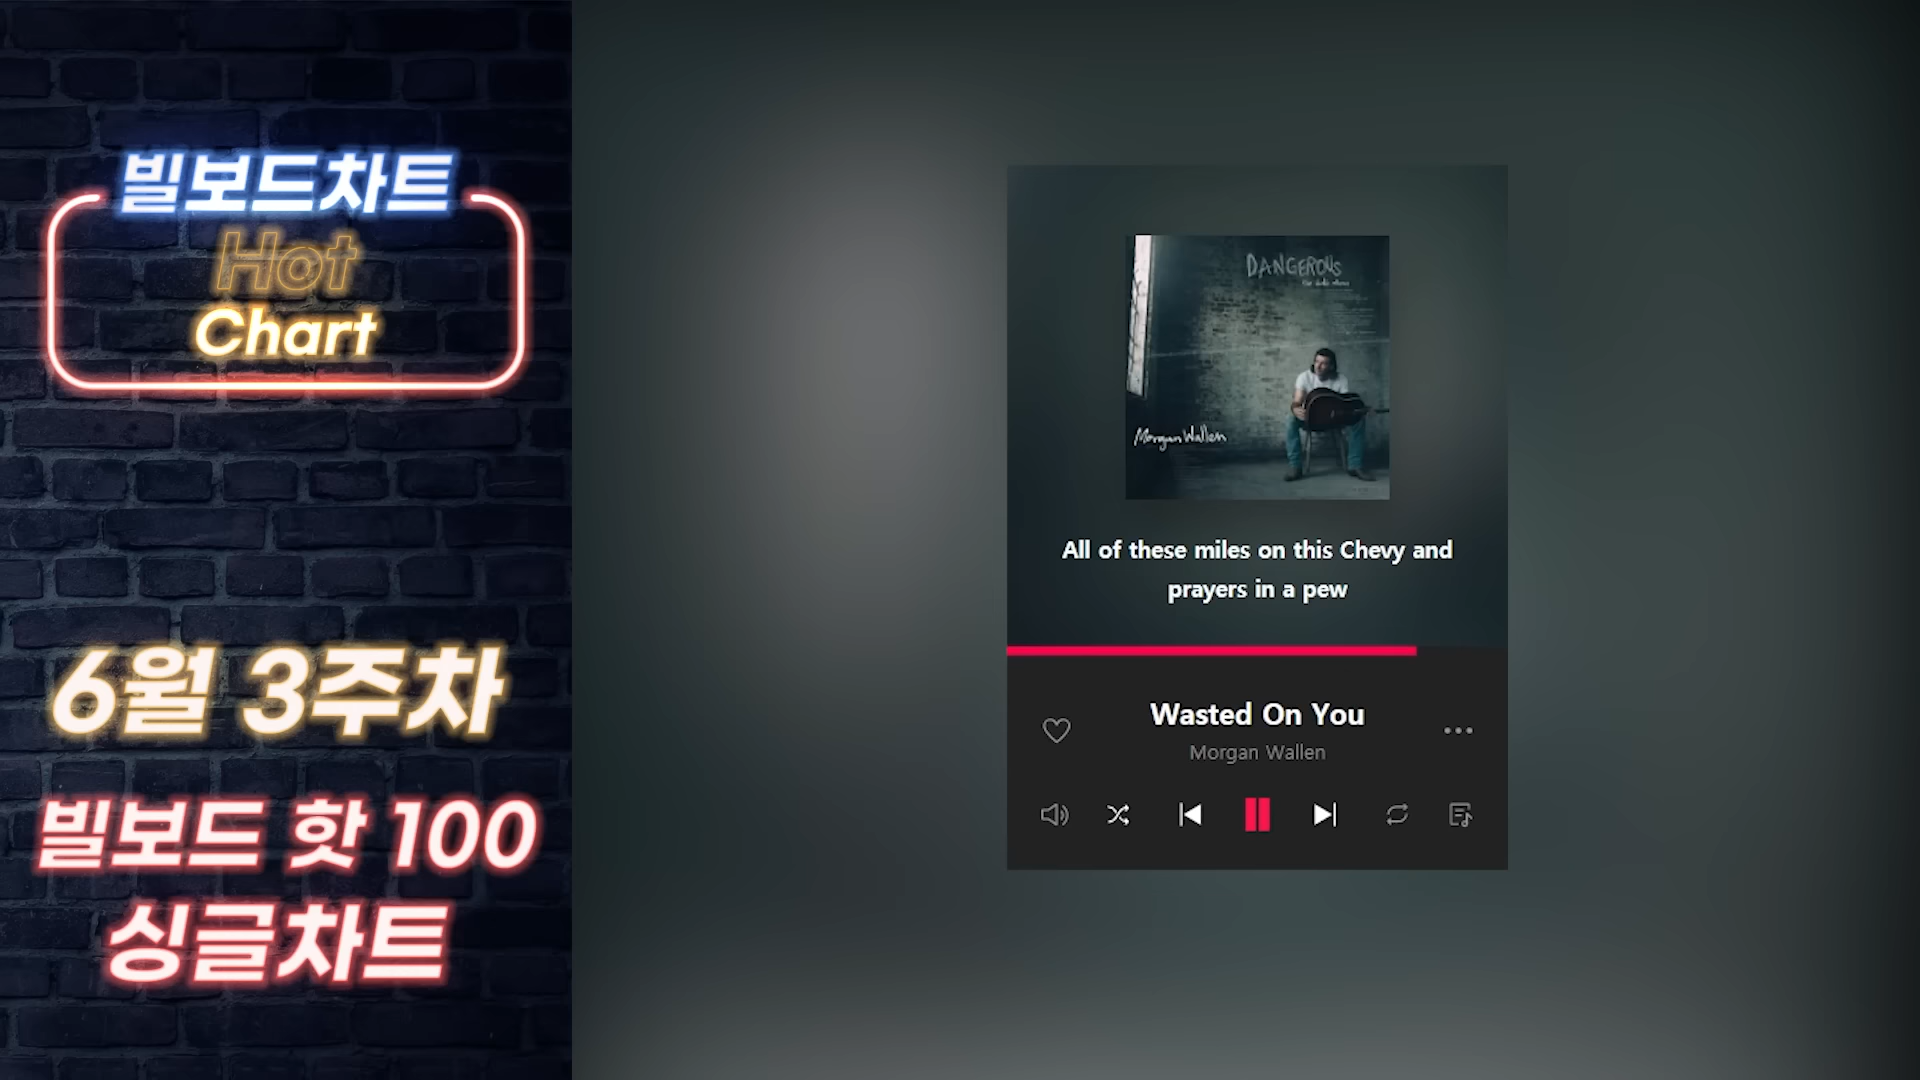 빌보드차트
Hot
Chart
6월 3주차
빌보드 핫 100
싱글차트
DANGEROUS
Morgan Wallen
All of these miles on this Chevy and
prayers in a pew
Wasted On You
Morgan Wallen